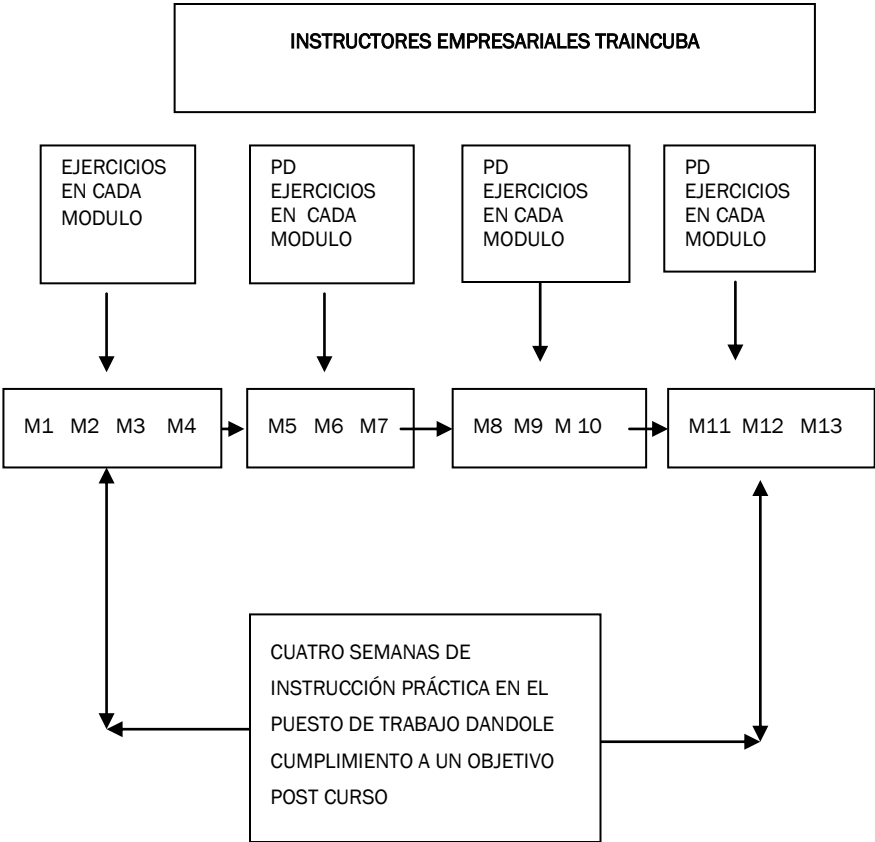 INSTRUCTORES EMPRESARIALES TRAINCUBA
EJERCICIOS
EN CADA
MODULO
PD
EJERCICIOS
EN CADA
MODULO
PD
EJERCICIOS
EN CADA
MODULO
PD
EJERCICIOS
EN CADA
MODULO
M1 M2 M3 M4
M5 M6 M7
M8 M9 M 10
M11 M12 M13
CUATRO SEMANAS DE
INSTRUCCIÓN PRÁCTICA EN EL
PUESTO DE TRABAJO DANDOLE
CUMPLIMIENTO A UN OBJETIVO
POST CURSO